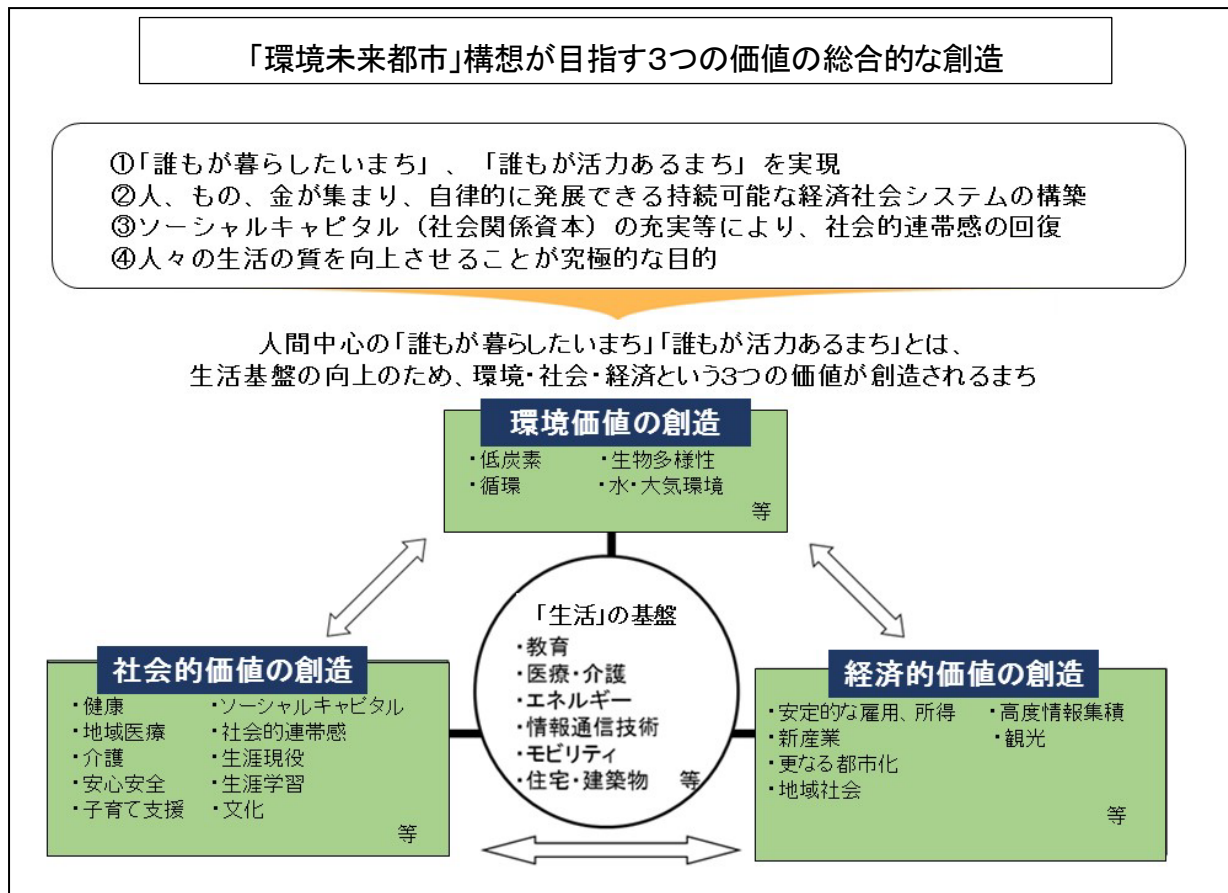 「環境未来都市」構想が目指す3つの価値の総合的な創造
①「誰もが暮らしたいまち」、「誰もが活力あるまち」を実現
②人、もの、金が集まり、自律的に発展できる持続可能な経済社会システムの構築
③ソーシャルキャピタル（社会関係資本）の充実等により、社会的連帯感の回復
④人々の生活の質を向上させることが究極的な目的
人間中心の「誰もが暮らしたいまち」「誰もが活力あるまち」とは、
生活基盤の向上のため、環境・社会・経済という3つの価値が創造されるまち
環境価値の創造
・低炭素 ・生物多様性
・循環 ・水・大気環境
等
「生活」の基盤
・教育
・医療・介護
・エネルギー
・情報通信技術
・モビリティ
・住宅・建築物 等
社会的価値の創造
・健康 ・ソーシャルキャピタル
・地域医療 ・社会的連帯感
・介護 ・生涯現役
・安心安全 ・生涯学習
・子育て支援 ・文化
等
経済的価値の創造
・安定的な雇用、所得 ・高度情報集積
・新産業 ・観光
・更なる都市化
・地域社会
等